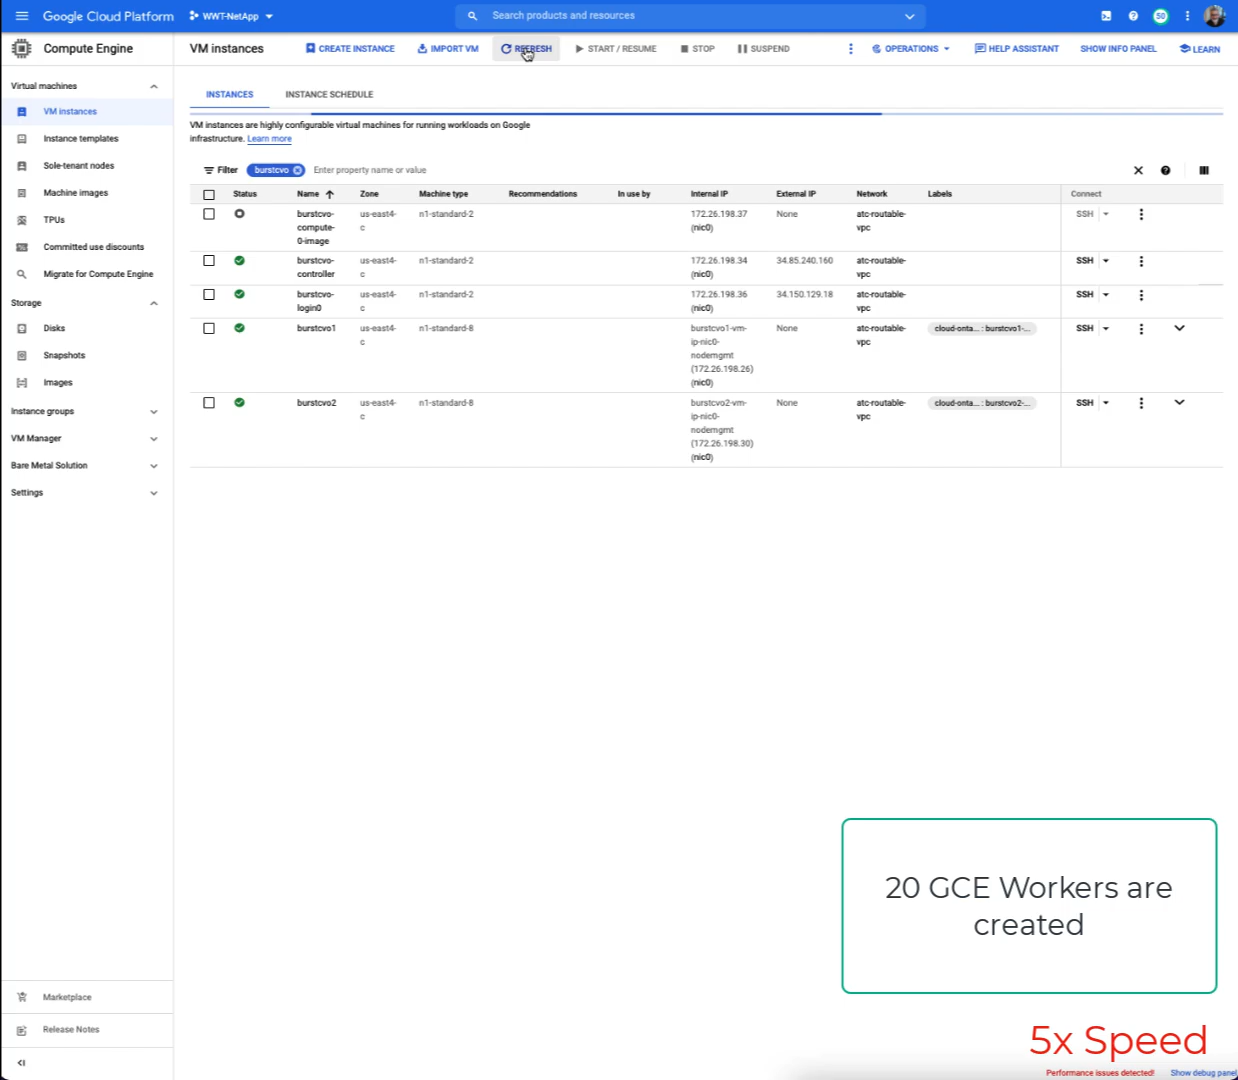 Google Cloud Platform WWT-NetApp Search products and resources 50
Compute Engine VM instances CREATE INSTANCE IMPORT VM REFRESH START / RESUME STOP SUSPEND OPERATIONS HELP ASSISTANT SHOW INFO PANEL LEARN
Virtual machines
VM instances
Instance templates
Sole-tenant nodes
Machine images
TPUs
Committed use discounts
Migrate for Compute Engine
Storage
Disks
Snapshots
Images
Instance groups
VM Manager
Bare Metal Solution
Settings
Marketplace
Release Notes
INSTANCES INSTANCE SCHEDULE
VM instances are highly configurable virtual machines for running workloads on Google
infrastructure. Learn more
Filter burstcvo Enter property name or value
Status Name Zone Machine type Recommendations In use by Internal IP External IP Network Labels Connect
burstcvo- us-east4- n1-standard-2 172.26.198.37 None atc-routable- SSH
compute- c (nic0) vpc
0-image
burstcvo- us-east4- n1-standard-2 172.26.198.34 34.85.240.160 atc-routable- SSH
controller c (nic0) vpc
burstcvo- us-east4- n1-standard-2 172.26.198.36 34.150.129.18 atc-routable- SSH
login0 c (nic0) vpc
burstcvo1 us-east4- n1-standard-8 burstcvo1-vm- None atc-routable- cloud-onta... : burstcvo1-... SSH
c ip-nic0- vpc
nodemgmt
(172.26.198.26)
(nic0)
burstcvo2 us-east4- n1-standard-8 burstcvo2-vm- None atc-routable- cloud-onta... : burstcvo2-... SSH
c ip-nic0- vpc
nodemgmt
(172.26.198.30)
(nic0)
20 GCE Workers are
created
5x Speed
Performance issues detected! Show debug panel